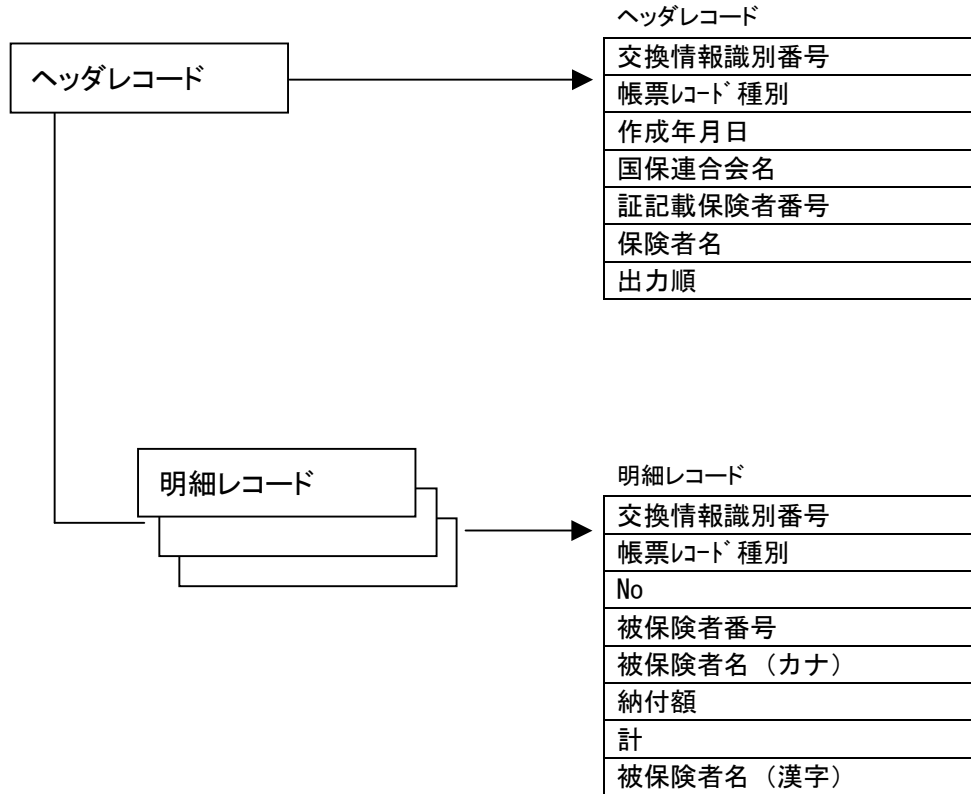 ヘッダレコード
ヘッダレコード
交換情報識別番号
帳票ﾚｺｰﾄﾞ種別
作成年月日
国保連合会名
証記載保険者番号
保険者名
出力順
明細レコード
明細レコード
交換情報識別番号
帳票ﾚｺｰﾄﾞ種別
No
被保険者番号
被保険者名（カナ）
納付額
計
被保険者名（漢字）